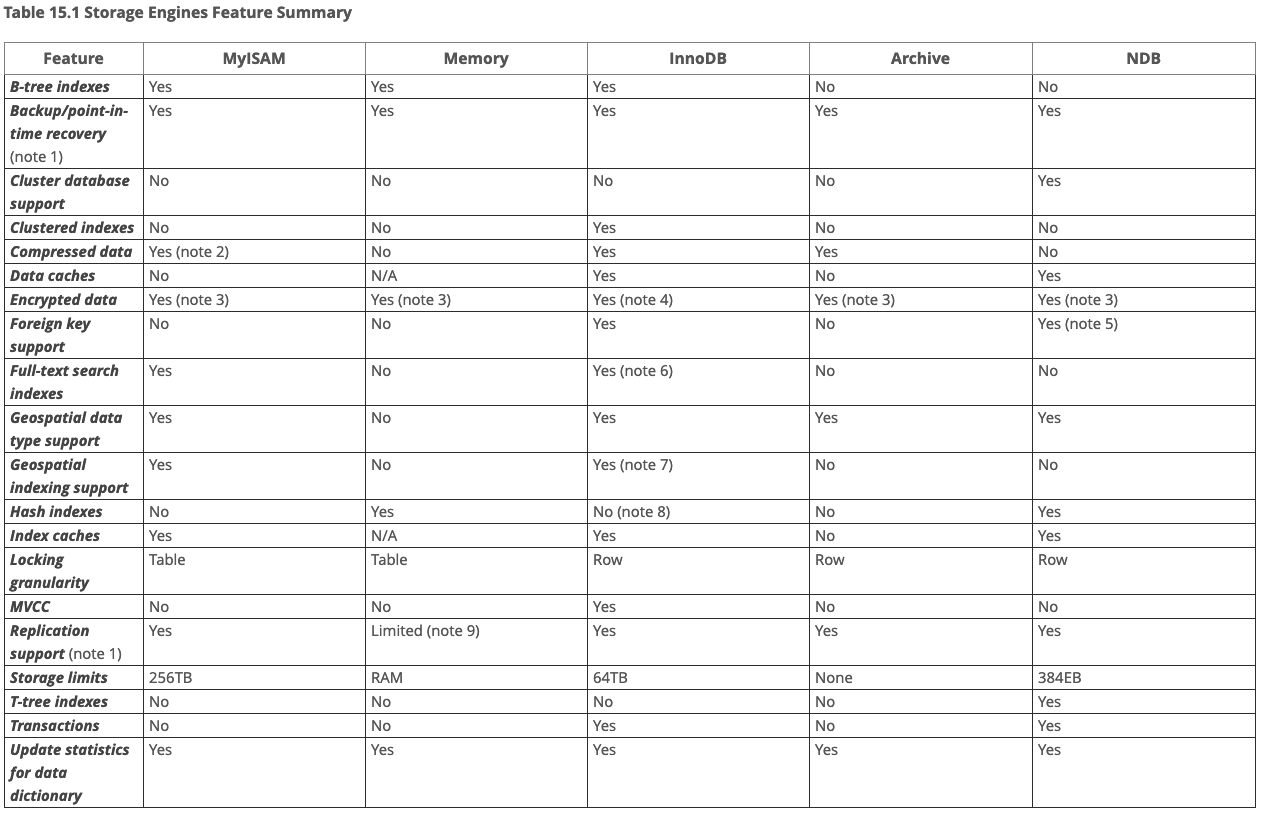 Table 15.1 Storage Engines Feature Summary
Feature MyISAM Memory InnoDB Archive NDB
B-tree indexes Yes Yes Yes No No
Backup/point-in- Yes Yes Yes Yes Yes
time recovery
(note 1)
Cluster database No No No No Yes
support
Clustered indexes No No Yes No No
Compressed data Yes (note 2) No Yes Yes No
Data caches No N/A Yes No Yes
Encrypted data Yes (note 3) Yes (note 3) Yes (note 4) Yes (note 3) Yes (note 3)
Foreign key No No Yes No Yes (note 5)
support
Full-text search Yes No Yes (note 6) No No
indexes
Geospatial data Yes No Yes Yes Yes
type support
Geospatial Yes No Yes (note 7) No No
indexing support
Hash indexes No Yes No (note 8) No Yes
Index caches Yes N/A Yes No Yes
Locking Table Table Row Row Row
granularity
MVCC No No Yes No No
Replication Yes Limited (note 9) Yes Yes Yes
support (note 1)
Storage limits 256TB RAM 64TB None 384EB
T-tree indexes No No No No Yes
Transactions No No Yes No Yes
Update statistics Yes Yes Yes Yes Yes
for data
dictionary